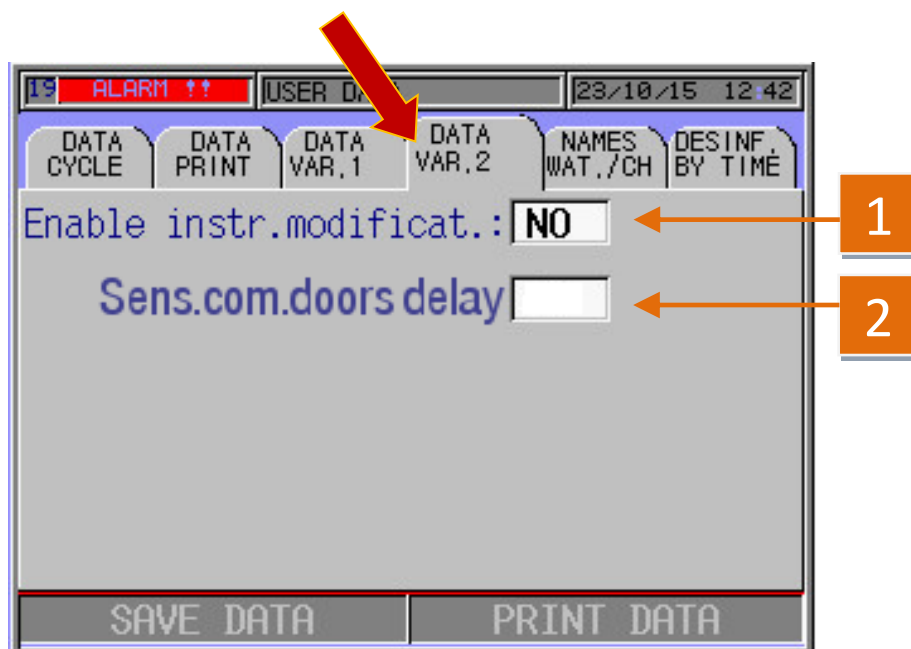 19 ALARM !! USER DA 23/10/15 12:42
DATA CYCLE DATA PRINT DATA VAR.1 DATA VAR.2 NAMES WAT./CH DESINF. BY TIME
Enable instr.modificat.: NO 1
Sens.com.doors delay 2
SAVE DATA PRINT DATA